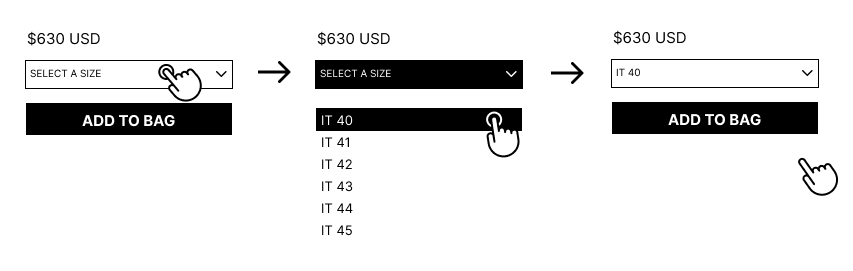 $630 USD
SELECT A SIZE
ADD TO BAG
$630 USD
SELECT A SIZE
IT 40
IT 41
IT 42
IT 43
IT 44
IT 45
$630 USD
IT 40
ADD TO BAG